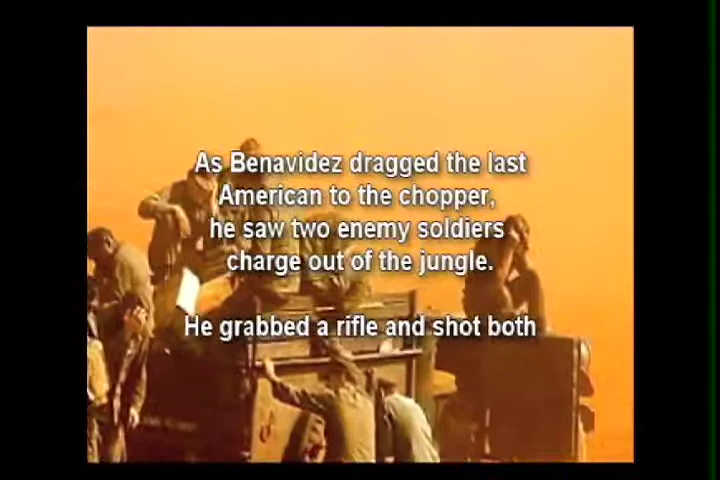 As Benavidez dragged the last
American to the chopper,
he saw two enemy soldiers
charge out of the jungle.
He grabbed a rifle and shot both